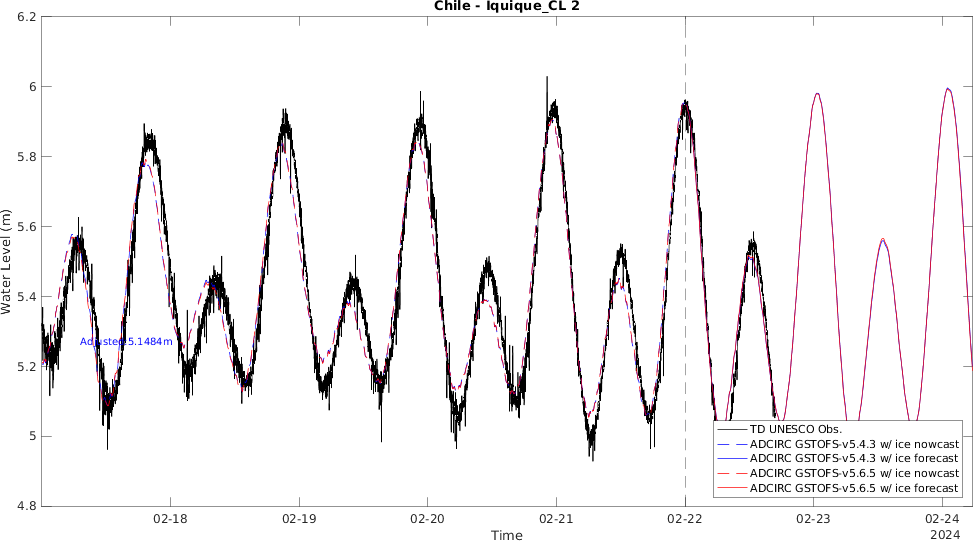 Chile - Iquique_CL 2
6.2
6
5.8
5.6
5.4
5.2
5
4.8
Water Level (m)
Adjusted:5.1484m
TD UNESCO Obs.
ADCIRC GSTOFS-v5.4.3 w/ ice nowcast
ADCIRC GSTOFS-v5.4.3 w/ ice forecast
ADCIRC GSTOFS-v5.6.5 w/ ice nowcast
ADCIRC GSTOFS-v5.6.5 w/ ice forecast
02-18 02-19 02-20 02-21 02-22 02-23 02-24
Time
2024